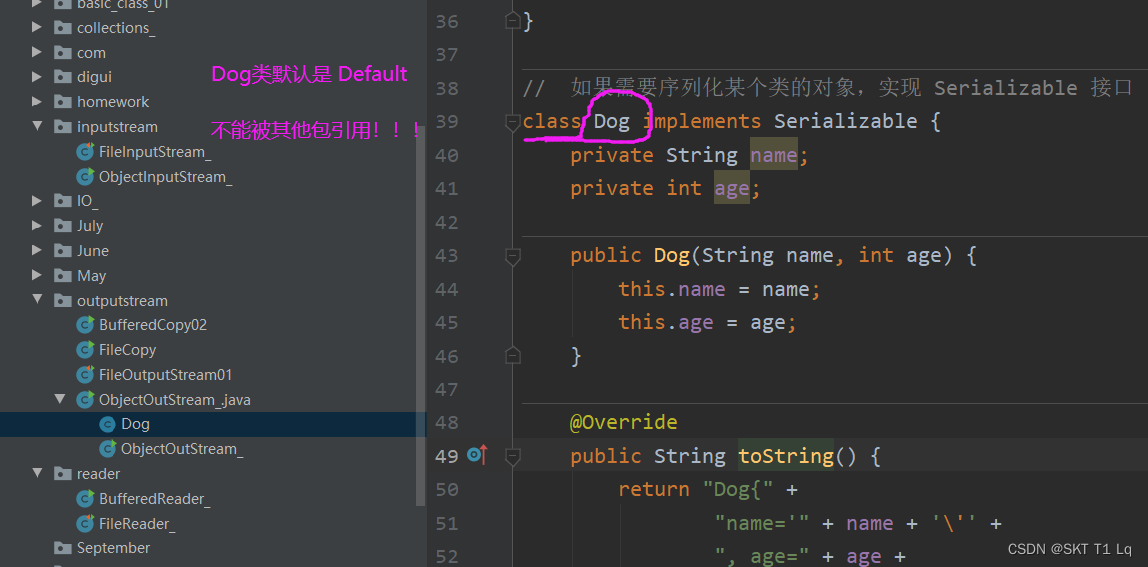 basic_class_01
collections_
com
digui
homework
inputstream
FileInputStream_
ObjectInputStream_
IO_
July
June
May
outputstream
BufferedCopy02
FileCopy
FileOutputStream01
ObjectOutStream_.java
Dog
ObjectOutStream_
reader
BufferedReader_
FileReader_
September
Dog类默认是 Default
不能被其他包引用！！！
36 }
37
38 // 如果需要序列化某个类的对象，实现 Serializable 接口
39 class Dog implements Serializable {
40 private String name;
41 private int age;
42
43 public Dog(String name, int age) {
44 this.name = name;
45 this.age = age;
46 }
47
48 @Override
49 public String toString() {
50 return "Dog{" +
51 "name='" + name + '\'' +
52 ", age=" + age +
CSDN @SKT T1 Lq